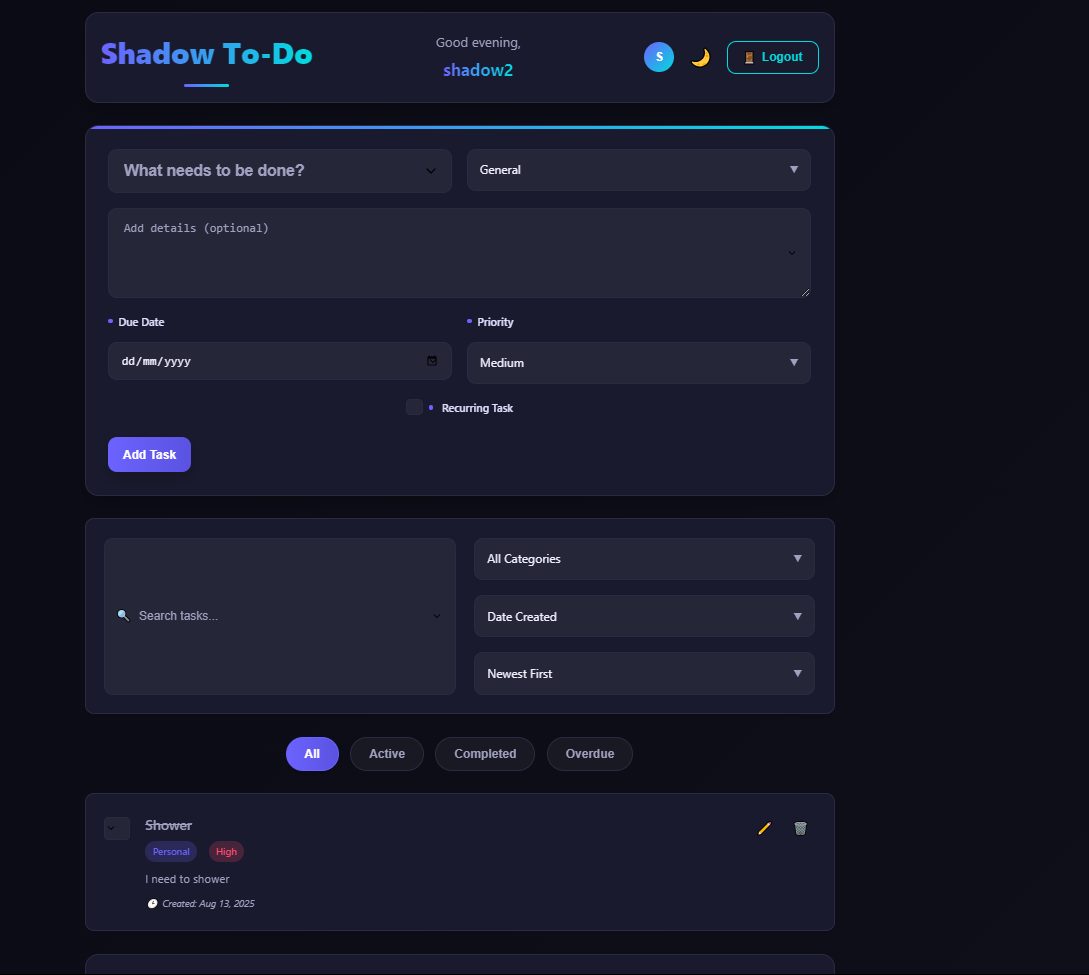 Shadow To-Do
Good evening,
shadow2
S
Logout
What needs to be done?
General
Add details (optional)
Due Date
Priority
dd/mm/yyyy
Medium
Recurring Task
Add Task
Search tasks...
All Categories
Date Created
Newest First
All
Active
Completed
Overdue
Shower
Personal
High
I need to shower
Created: Aug 13, 2025